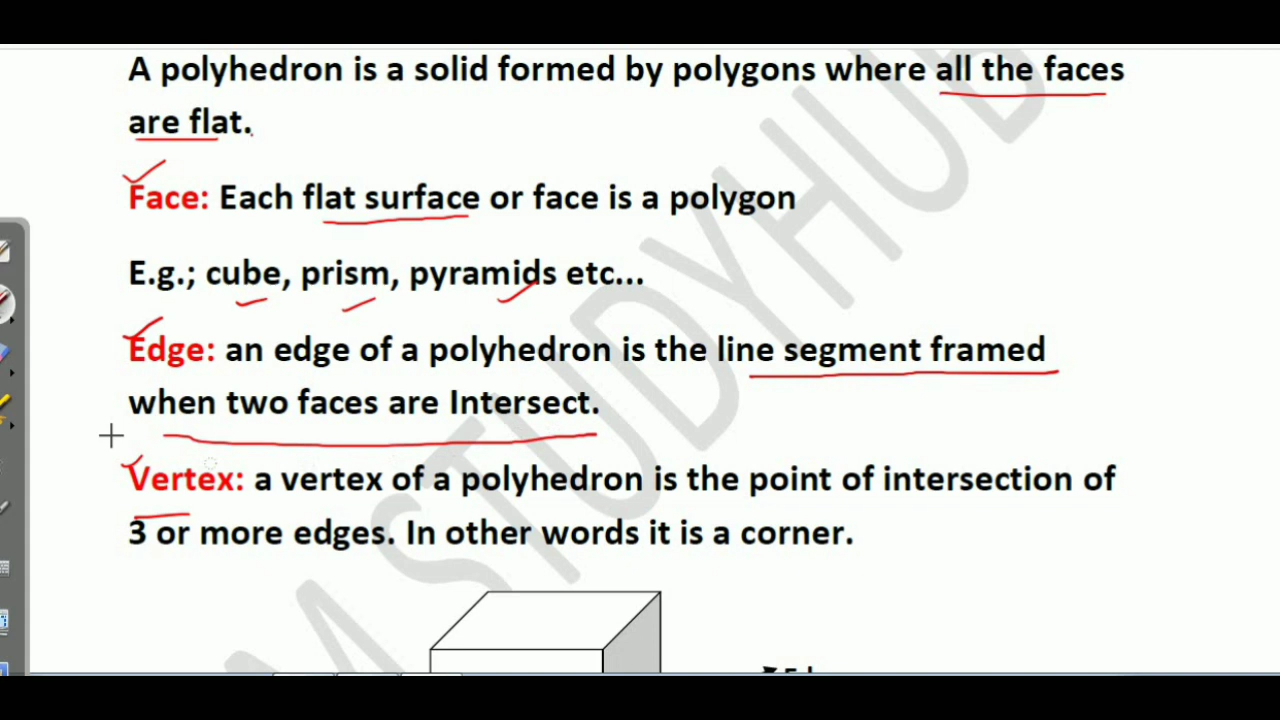 A polyhedron is a solid formed by polygons where all the faces
are flat.
Face: Each flat surface or face is a polygon
E.g.; cube, prism, pyramids etc...
Edge: an edge of a polyhedron is the line segment framed
when two faces are Intersect.
Vertex: a vertex of a polyhedron is the point of intersection of
3 or more edges. In other words it is a corner.
M STUDYHUB